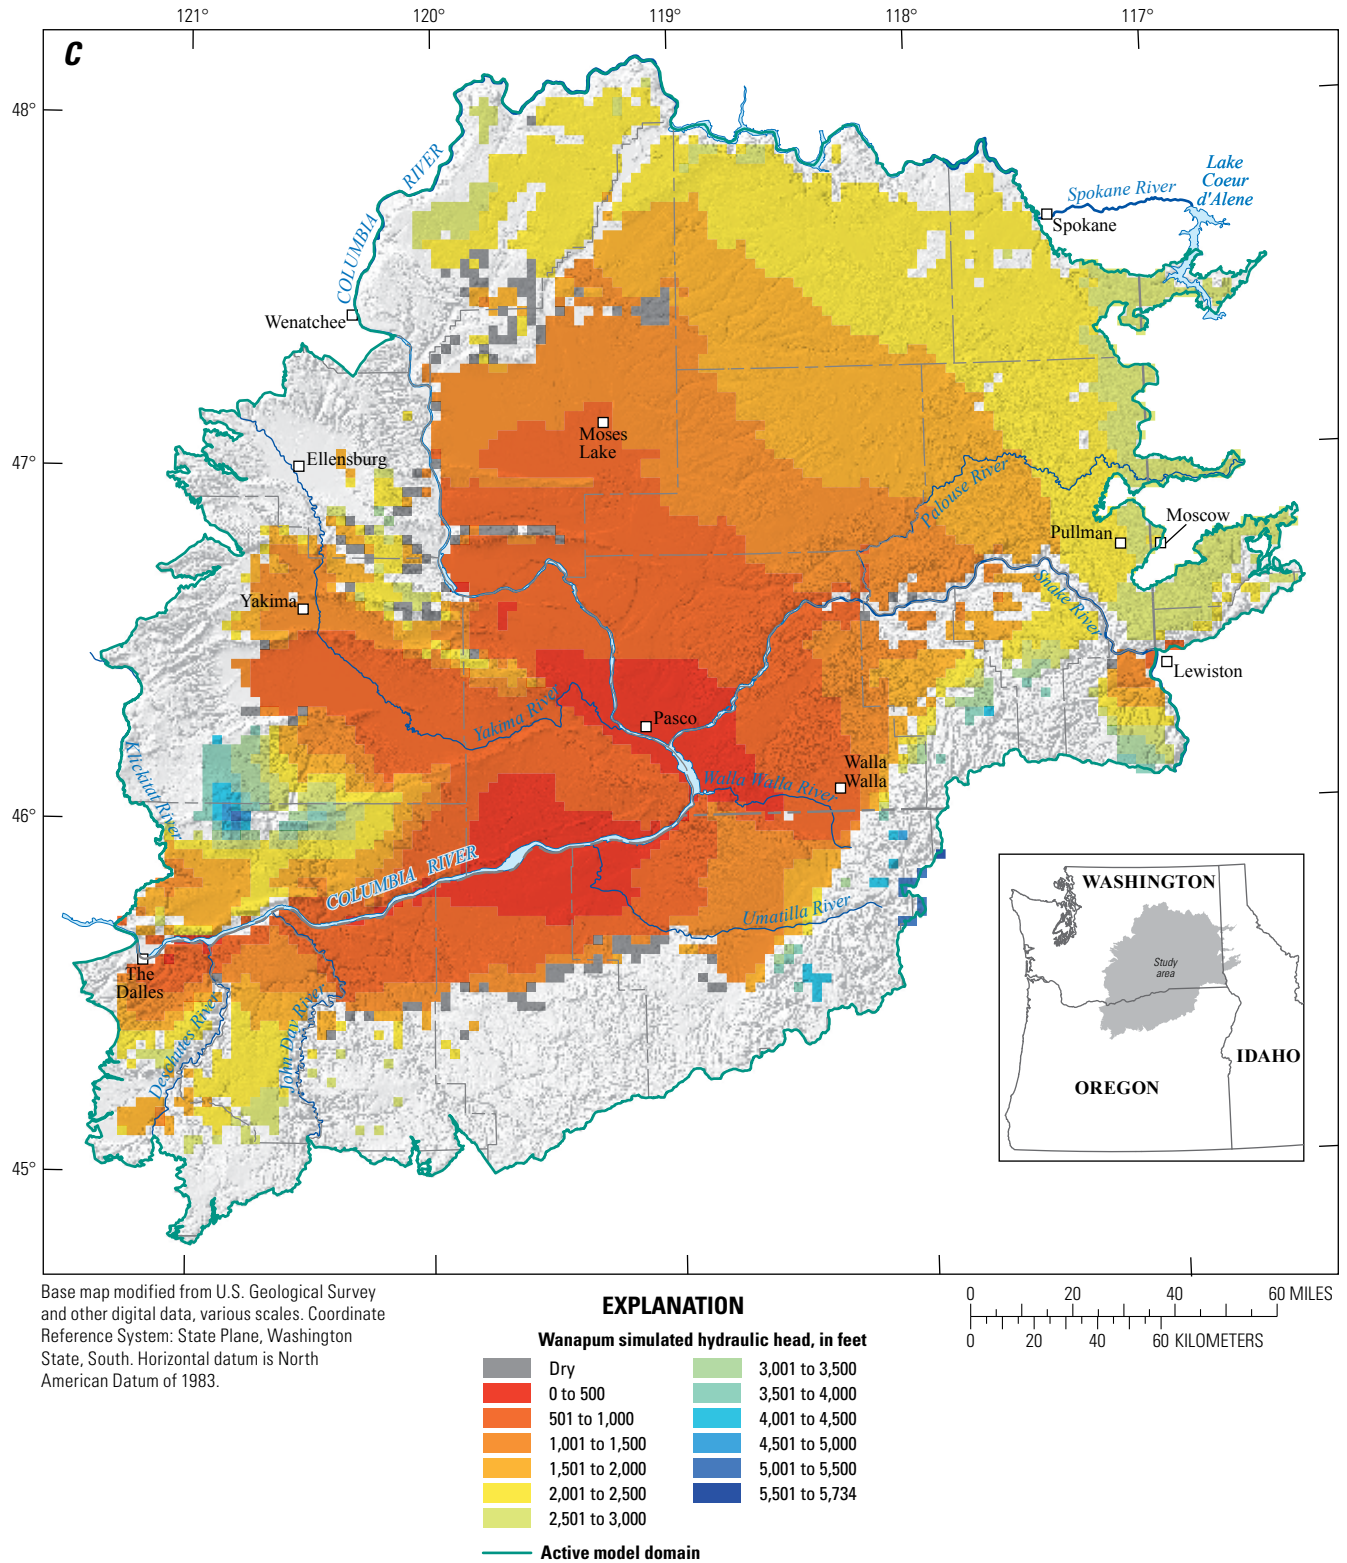 121°
120°
119°
118°
117°
C
48°
COLUMBIA RIVER
Lake
Coeur
d'Alene
Spokane River
Spokane
Wenatchee
Moses
Lake
47°
Ellensburg
Palouse River
Pullman
Moscow
Snake River
Yakima
Lewiston
Yakima River
Pasco
Klickitat River
Walla
Walla
Walla Walla River
46°
COLUMBIA RIVER
Umatilla River
The
Dalles
Deschutes River
John Day River
45°
WASHINGTON
Study
area
IDAHO
OREGON
Base map modified from U.S. Geological Survey
and other digital data, various scales. Coordinate
Reference System: State Plane, Washington
State, South. Horizontal datum is North
American Datum of 1983.
0 20 40 60 MILES
0 20 40 60 KILOMETERS
EXPLANATION
Wanapum simulated hydraulic head, in feet
Dry
0 to 500
501 to 1,000
1,001 to 1,500
1,501 to 2,000
2,001 to 2,500
2,501 to 3,000
3,001 to 3,500
3,501 to 4,000
4,001 to 4,500
4,501 to 5,000
5,001 to 5,500
5,501 to 5,734
Active model domain